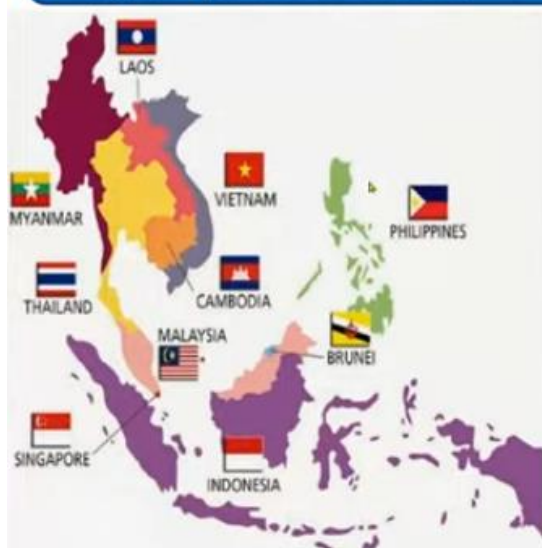 LAOS
VIETNAM
MYANMAR
PHILIPPINES
THAILAND
CAMBODIA
MALAYSIA
BRUNEI
SINGAPORE
INDONESIA